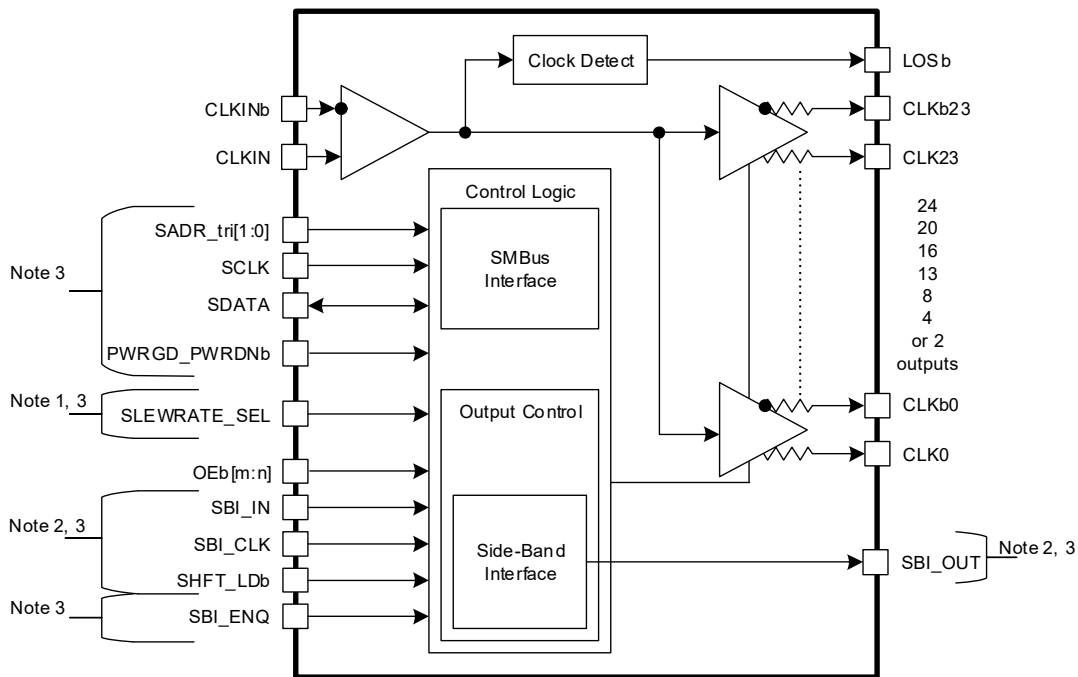 Clock Detect
LOSb
CLKINb
CLKb23
CLKIN
CLK23
Control Logic
SADR_tri[1:0]
SMBus
Interface
24
20
16
13
8
4
or 2
outputs
Note 3
SCLK
SDATA
PWRGD_PWRDNb
Note 1, 3
SLEWRATE_SEL
Output Control
CLKb0
CLK0
OEb[m:n]
Note 2, 3
SBI_IN
SBI_CLK
SHFT_LDb
Side-Band
Interface
SBI_OUT
Note 2, 3
Note 3
SBI_ENQ